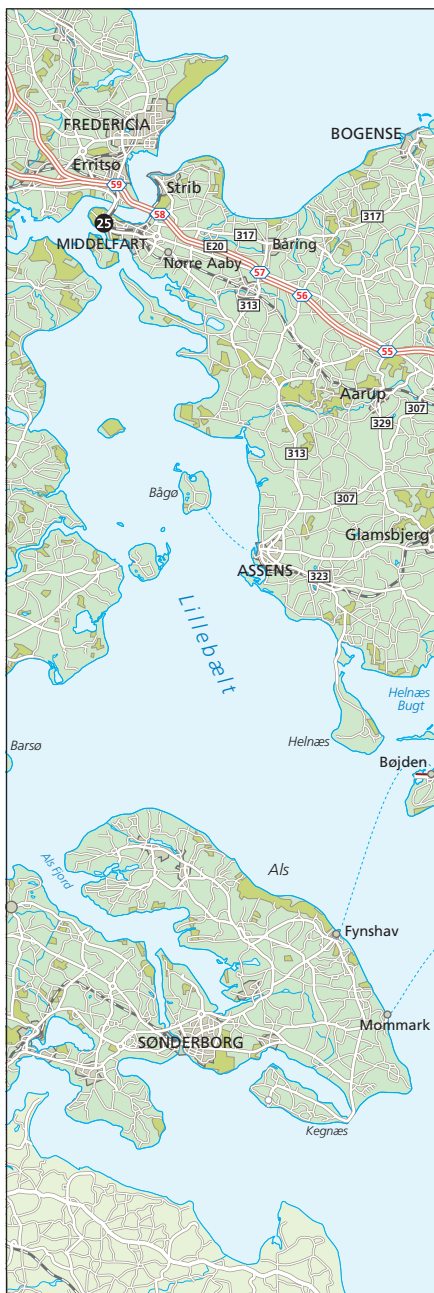 FREDERICIA
BOGENSE
Erritsø
59
Strib
58
317
25
MIDDELFART
317
E20
Båring
Nørre Aaby
57
56
313
55
Aarup
307
329
313
Bågø
307
Glamsbjerg
ASSENS
323
Lillebælt
Helnæs
Bugt
Helnæs
Barsø
Bøjden
Als Fjord
Als
Fynshav
Mommark
SØNDERBORG
Kegnæs